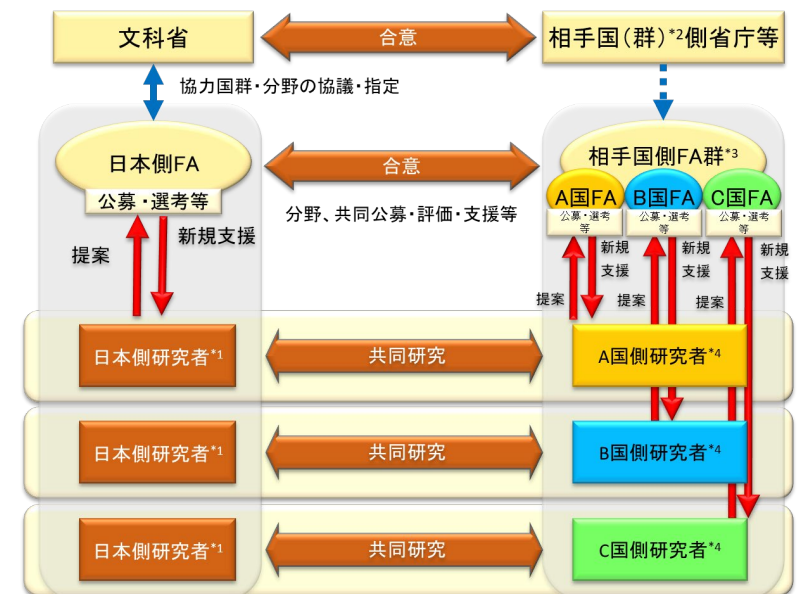 文科省
合意
相手国(群)*2側省庁等
協力国群・分野の協議・指定
日本側FA
公募・選考等
合意
相手国側FA群*3
A国FA
公募・選考
等
B国FA
公募・選考
等
C国FA
公募・選考
等
分野、共同公募・評価・支援等
提案
新規支援
新規
支援
新規
支援
新規
支援
提案
提案
提案
日本側研究者*1
共同研究
A国側研究者*4
日本側研究者*1
共同研究
B国側研究者*4
日本側研究者*1
共同研究
C国側研究者*4